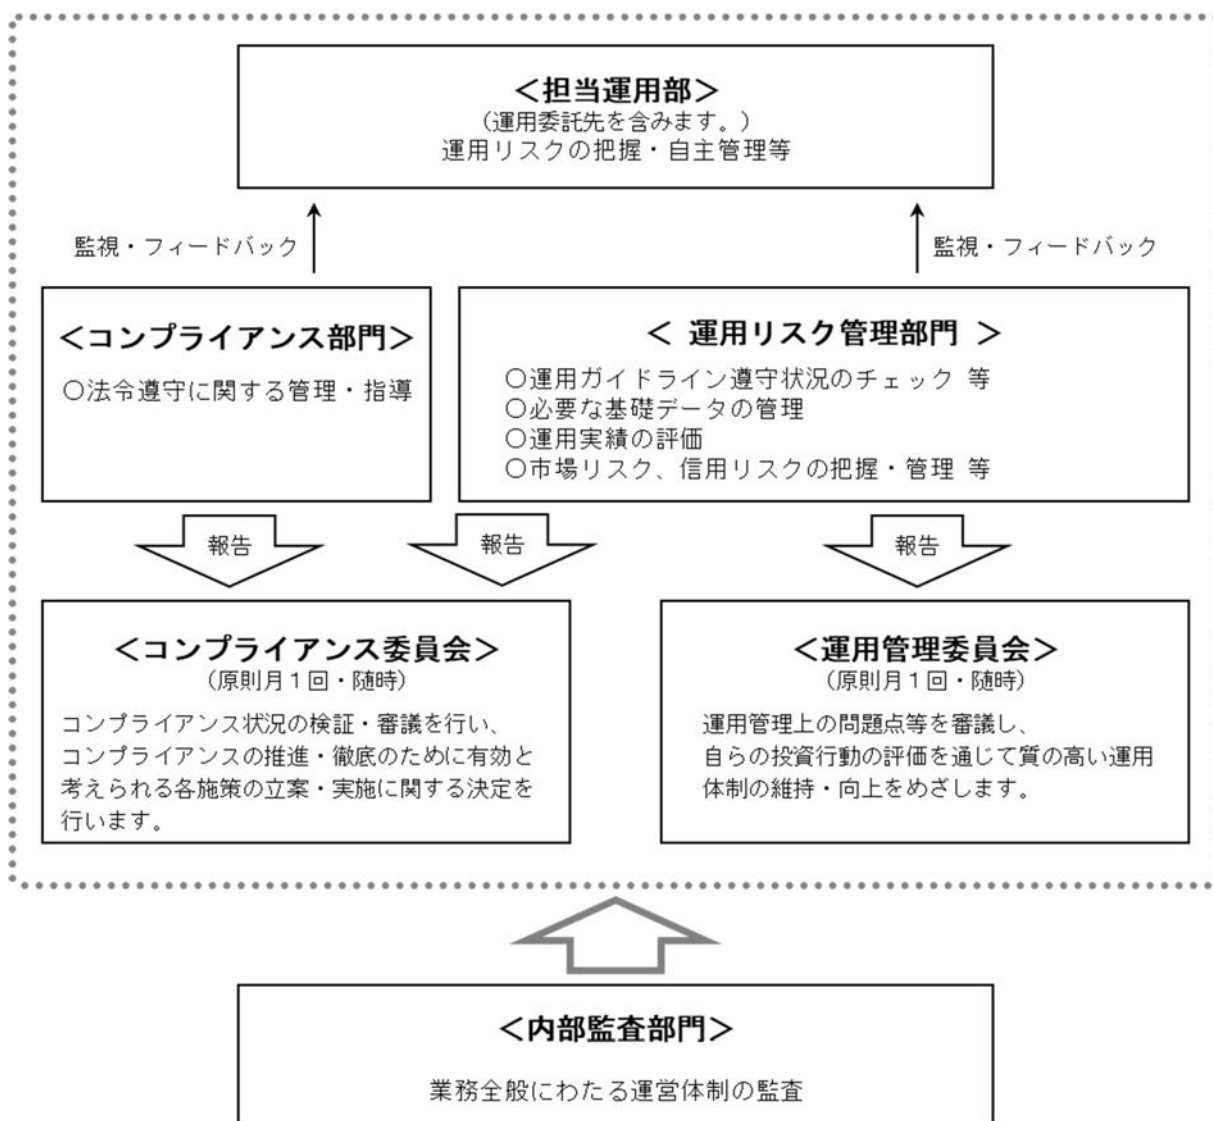 ＜担当運用部＞
（運用委託先を含みます。）
運用リスクの把握・自主管理等
監視・フィードバック
監視・フィードバック
＜コンプライアンス部門＞
○法令遵守に関する管理・指導
＜ 運用リスク管理部門 ＞
○運用ガイドライン遵守状況のチェック 等
○必要な基礎データの管理
○運用実績の評価
○市場リスク、信用リスクの把握・管理 等
報告
報告
報告
＜コンプライアンス委員会＞
（原則月１回・随時）
コンプライアンス状況の検証・審議を行い、
コンプライアンスの推進・徹底のために有効と
考えられる各施策の立案・実施に関する決定を
行います。
＜運用管理委員会＞
（原則月１回・随時）
運用管理上の問題点等を審議し、
自らの投資行動の評価を通じて質の高い運用
体制の維持・向上をめざします。
＜内部監査部門＞
業務全般にわたる運営体制の監査